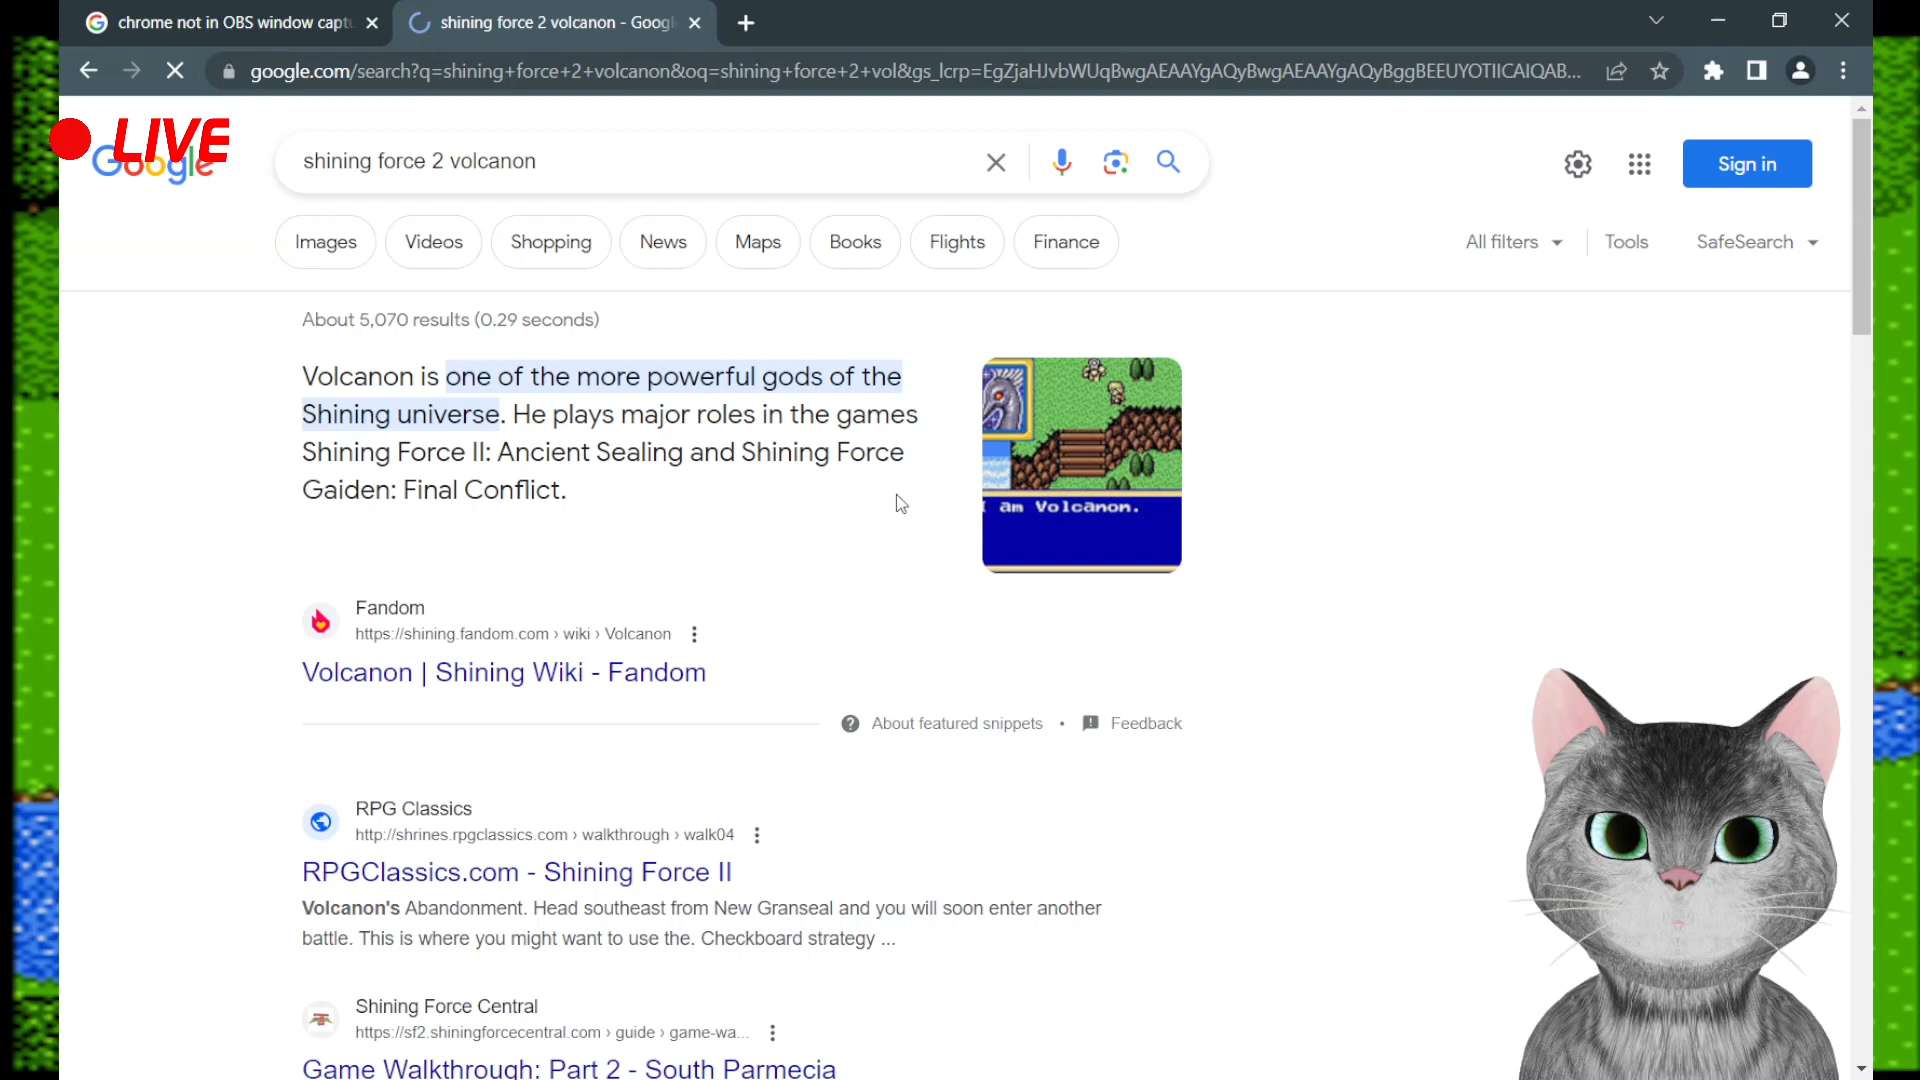 chrome not in OBS window capt
shining force 2 volcanon - Goog
google.com/search?q=shining+force+2+volcanon&oq=shining+force+2+vol&gs_lcrp=EgZjaHJvbWUqBwgAEAAYgAQyBwgAEAAYgAQyBggBEEUYOTIICAIQAB...
LIVE
Google
shining force 2 volcanon
Sign in
Images
Videos
Shopping
News
Maps
Books
Flights
Finance
All filters
Tools
SafeSearch
About 5,070 results (0.29 seconds)
Volcanon is one of the more powerful gods of the
Shining universe. He plays major roles in the games
Shining Force II: Ancient Sealing and Shining Force
Gaiden: Final Conflict.
I am Volcanon.
Fandom
https://shining.fandom.com › wiki › Volcanon
Volcanon | Shining Wiki - Fandom
About featured snippets
•
Feedback
RPG Classics
http://shrines.rpgclassics.com › walkthrough › walk04
RPGClassics.com - Shining Force II
Volcanon's Abandonment. Head southeast from New Granseal and you will soon enter another
battle. This is where you might want to use the. Checkboard strategy ...
Shining Force Central
https://sf2.shiningforcecentral.com › guide › game-wa...
Game Walkthrough: Part 2 - South Parmecia